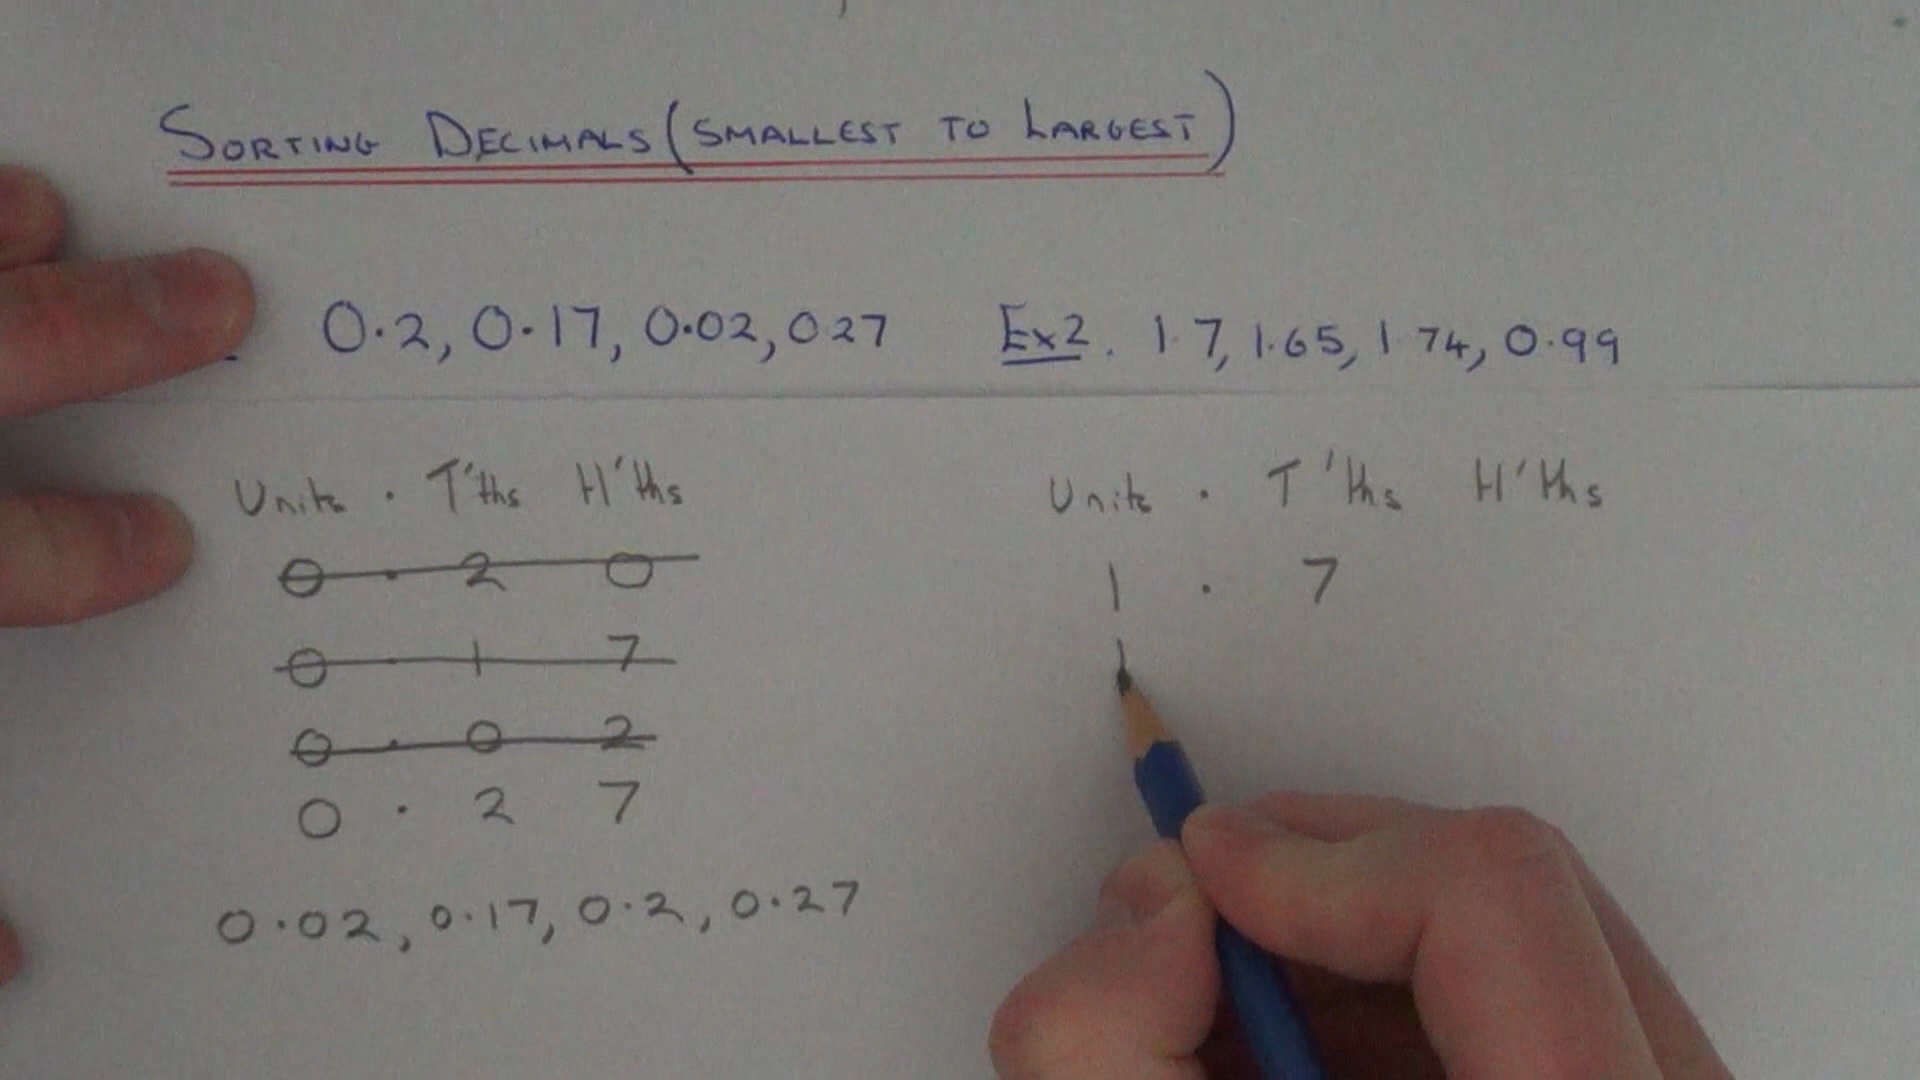 SORTING DECIMALS (SMALLEST TO LARGEST)
0.2, 0.17, 0.02, 0.27
Ex2. 1.7, 1.65, 1.74, 0.99
Units . T'ths H'ths
0 . 2 0
0 . 1 7
0 . 0 2
0 . 2 7
0.02, 0.17, 0.2, 0.27
Units . T'ths H'ths
1 . 7
1